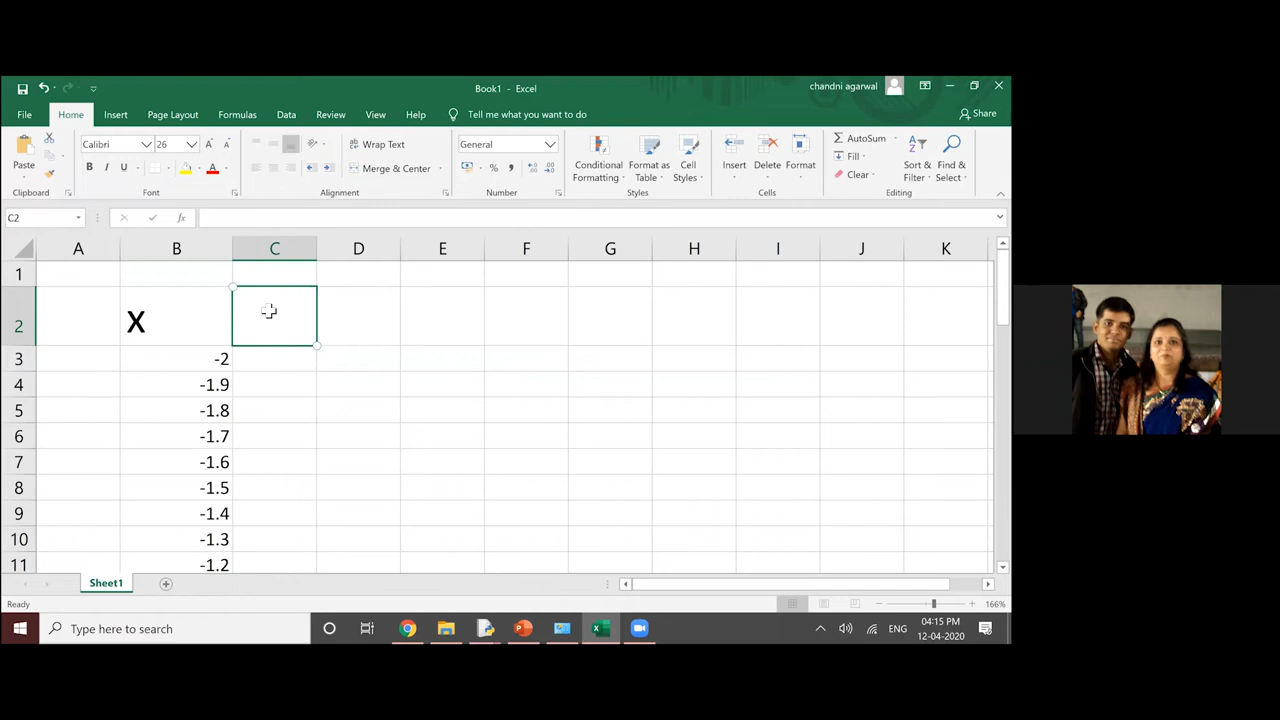 Book1 - Excel
chandni agarwal
File Home Insert Page Layout Formulas Data Review View Help Tell me what you want to do Share
Paste
Clipboard
Calibri 26
B I U
Font
Wrap Text
Merge & Center
Alignment
General
% ,
Number
Conditional Formatting
Format as Table
Cell Styles
Styles
Insert Delete Format
Cells
AutoSum
Fill
Clear
Sort & Filter
Find & Select
Editing
C2 fx
A B C D E F G H I J K
1
2 X
3 -2
4 -1.9
5 -1.8
6 -1.7
7 -1.6
8 -1.5
9 -1.4
10 -1.3
11 -1.2
Sheet1
Ready 166%
Type here to search
ENG
04:15 PM
12-04-2020